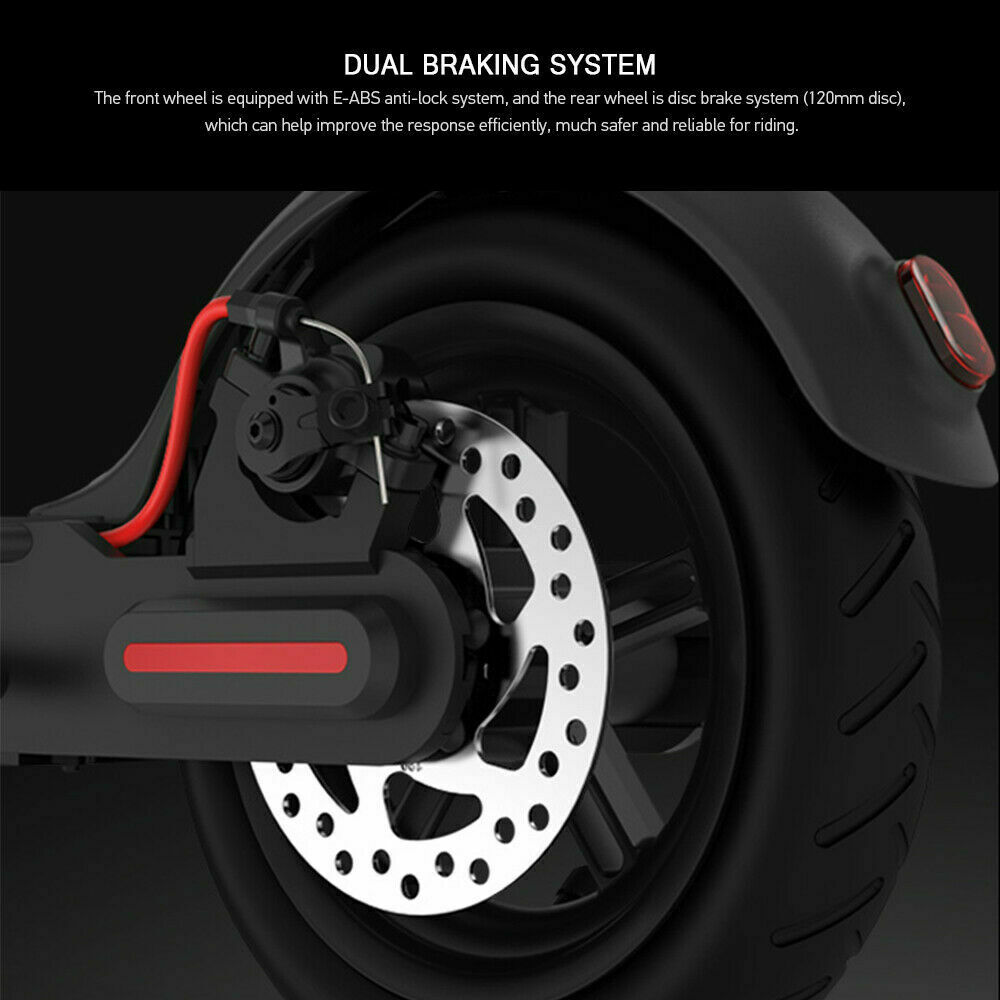 DUAL BRAKING SYSTEM
The front wheel is equipped with E-ABS anti-lock system, and the rear wheel is disc brake system (120mm disc),
which can help improve the response efficiently, much safer and reliable for riding.